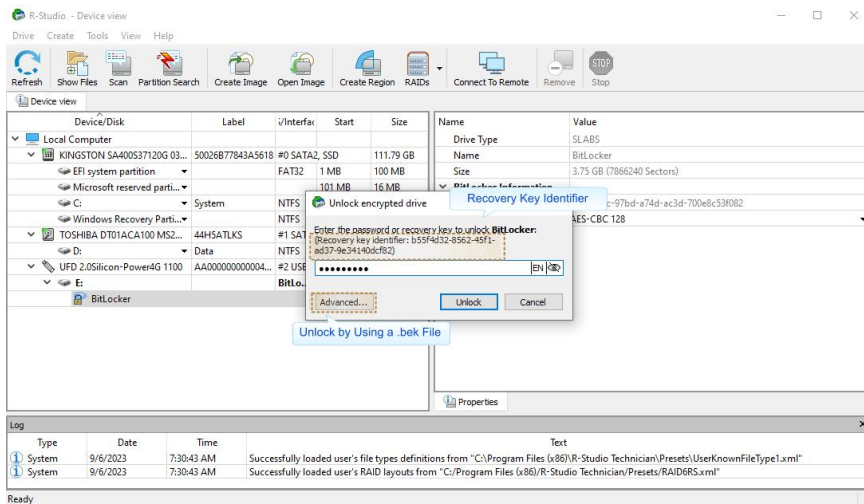 R-Studio - Device view
Drive Create Tools View Help
Refresh Show Files Scan Partition Search Create Image Open Image Create Region RAIDs Connect To Remote Remove Stop
STOP
Device view
Device/Disk Label Start Size
Name Value
Local Computer
Drive Type SLABS
KINGSTON SA400S37120G 03... 50026B77843A5618 #0 SATA2, SSD 111.79 GB
Name BitLocker
EFI system partition FAT32 1 MB 100 MB
Size 3.75 GB (7866240 Sectors)
Microsoft reserved parti... 101 MB 16 MB
BitLocker Information
C: System NTFS
c-97bd-a74d-ac3d-700e8c53f082
Windows Recovery Parti... NTFS
AES-CBC 128
TOSHIBA DT01ACA100 MS2... 44H5ATLKS #1 SAT
D: Data NTFS
UFD 2.0Silicon-Power4G 1100 AA000000000004... #2 USB
E: BitLo...
BitLocker
Unlock encrypted drive
Recovery Key Identifier
Enter the password or recovery key to unlock BitLocker:
(Recovery key identifier: b55f4d32-8562-45f1-
ad37-9e34140dcf82)
●●●●●●●●● EN
Advanced... Unlock Cancel
Unlock by Using a .bek File
Properties
Log
Type Date Time Text
System 9/6/2023 7:30:43 AM Successfully loaded user's file types definitions from "C:\Program Files (x86)\R-Studio Technician\Presets\UserKnownFileType1.xml"
System 9/6/2023 7:30:43 AM Successfully loaded user's RAID layouts from "C:/Program Files (x86)/R-Studio Technician/Presets/RAID6RS.xml"
Ready